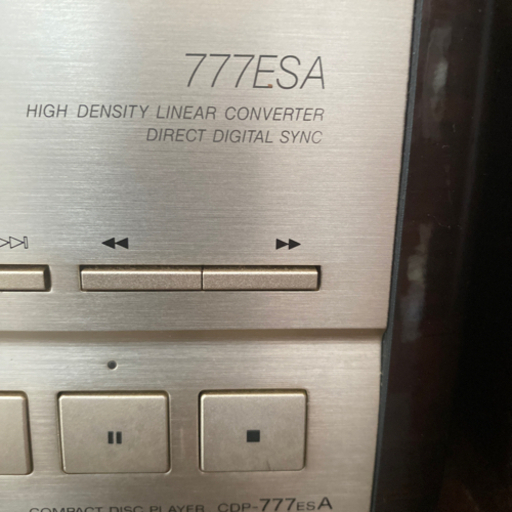 777ESA
HIGH DENSITY LINEAR CONVERTER
DIRECT DIGITAL SYNC
COMPACT DISC PLAYER CDP-777ESA